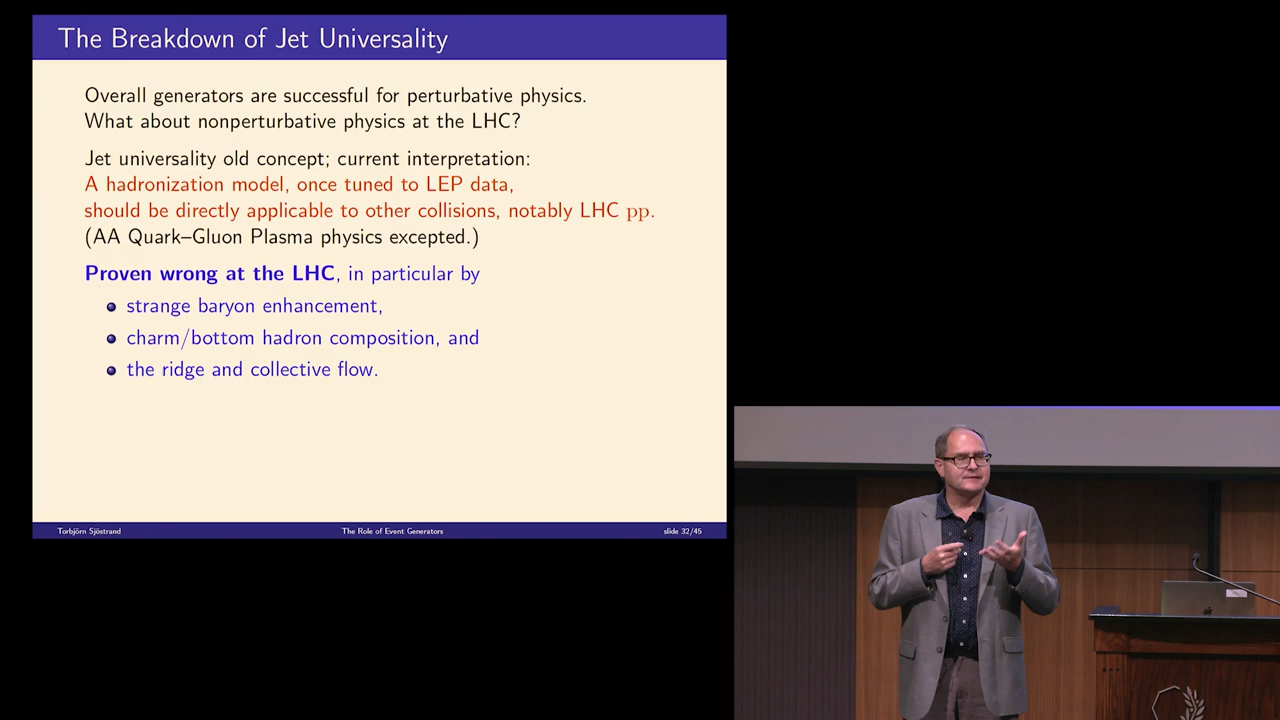 The Breakdown of Jet Universality
Overall generators are successful for perturbative physics.
What about nonperturbative physics at the LHC?
Jet universality old concept; current interpretation:
A hadronization model, once tuned to LEP data,
should be directly applicable to other collisions, notably LHC pp.
(AA Quark–Gluon Plasma physics excepted.)
Proven wrong at the LHC, in particular by
strange baryon enhancement,
charm/bottom hadron composition, and
the ridge and collective flow.
Torbjörn Sjöstrand
The Role of Event Generators
slide 32/45